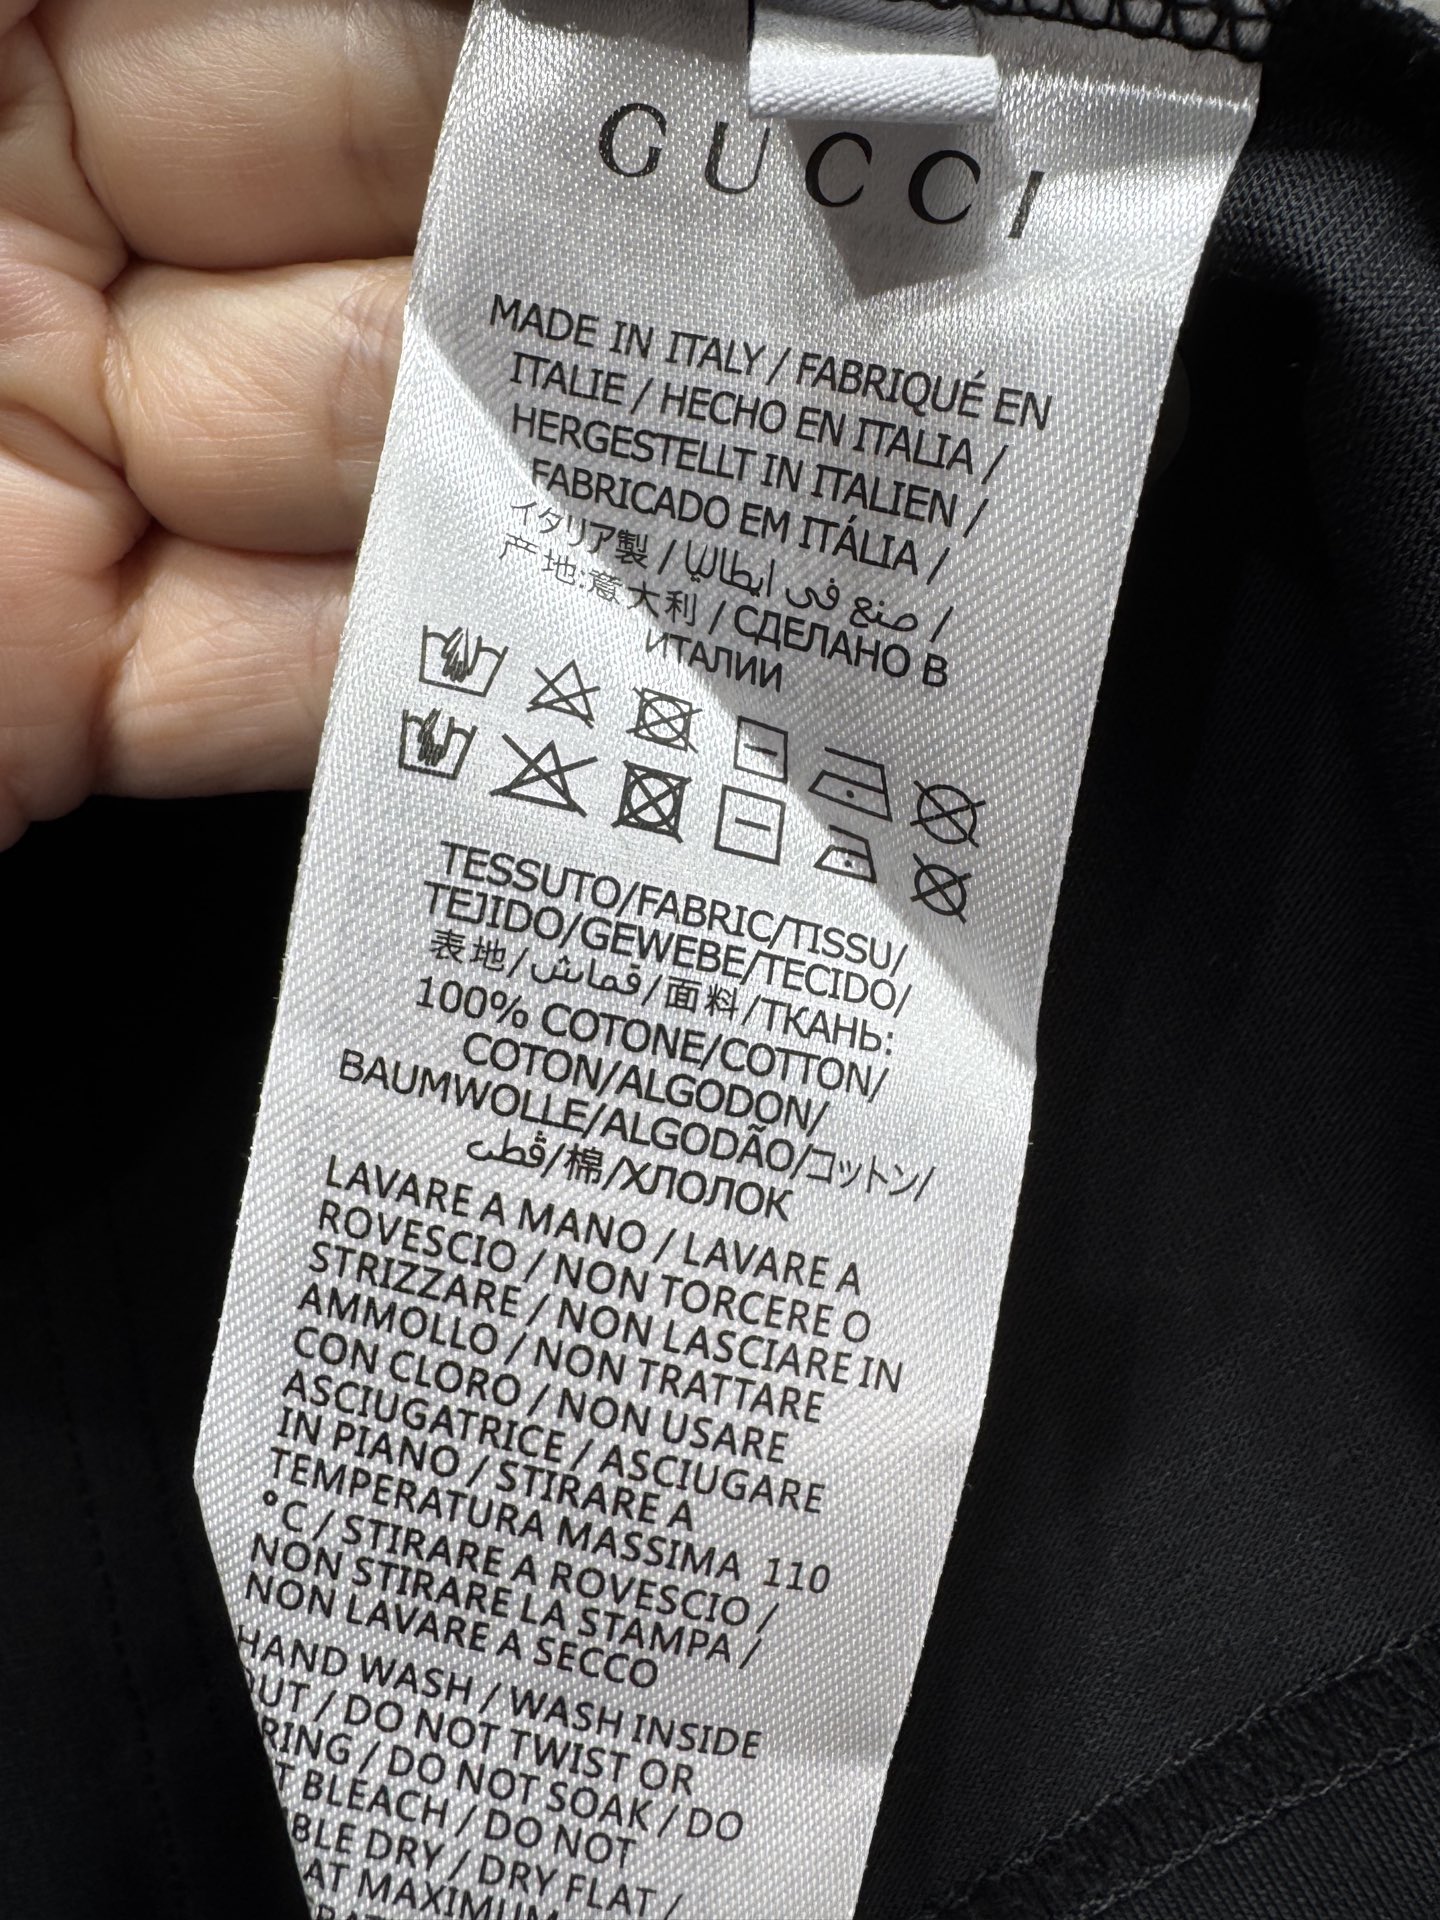 GUCCI
MADE IN ITALY / FABRIQUÉ EN
ITALIE / HECHO EN ITALIA /
HERGESTELLT IN ITALIEN /
FABRICADO EM ITÁLIA /
イタリア製 / صنع في ايطاليا /
产地:意大利 / СДЕЛАНО В
ИТАЛИИ
TESSUTO/FABRIC/TISSU/
TEJIDO/GEWEBE/TECIDO/
表地/قماش/面料/ТКАНЬ:
100% COTONE/COTTON/
COTON/ALGODON/
BAUMWOLLE/ALGODÃO/コットン/
قطن/棉/ХЛОПОК
LAVARE A MANO / LAVARE A
ROVESCIO / NON TORCERE O
STRIZZARE / NON LASCIARE IN
AMMOLLO / NON TRATTARE
CON CLORO / NON USARE
ASCIUGATRICE / ASCIUGARE
IN PIANO / STIRARE A
TEMPERATURA MASSIMA 110
°C / STIRARE A ROVESCIO /
NON STIRARE LA STAMPA /
NON LAVARE A SECCO
HAND WASH / WASH INSIDE
OUT / DO NOT TWIST OR
RING / DO NOT SOAK / DO
T BLEACH / DO NOT
BLE DRY / DRY FLAT /
AT MAXIMUM